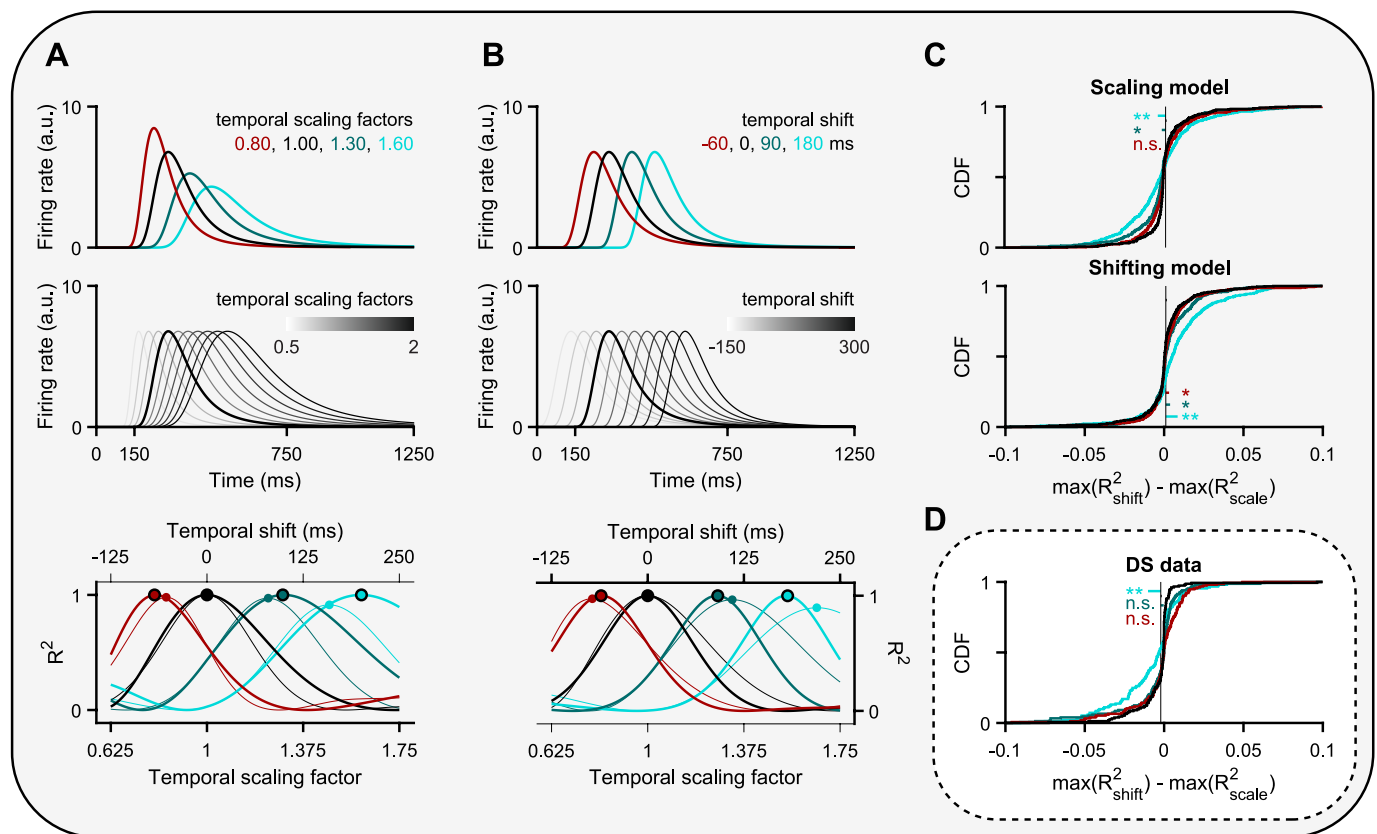 A
10
Firing rate (a.u.)
0
temporal scaling factors
0.80, 1.00, 1.30, 1.60
10
Firing rate (a.u.)
0
temporal scaling factors
0.5 2
0 150 750 1250
Time (ms)
Temporal shift (ms)
-125 0 125 250
1
R²
0
0.625 1 1.375 1.75
Temporal scaling factor
B
10
Firing rate (a.u.)
0
temporal shift
-60, 0, 90, 180 ms
10
Firing rate (a.u.)
0
temporal shift
-150 300
0 150 750 1250
Time (ms)
Temporal shift (ms)
-125 0 125 250
1
R²
0
0.625 1 1.375 1.75
Temporal scaling factor
C
Scaling model
1
CDF
0
**
*
n.s.
Shifting model
1
CDF
0
*
*
**
-0.1 -0.05 0 0.05 0.1
max(R²shift) - max(R²scale)
D
DS data
1
CDF
0
**
n.s.
n.s.
-0.1 -0.05 0 0.05 0.1
max(R²shift) - max(R²scale)